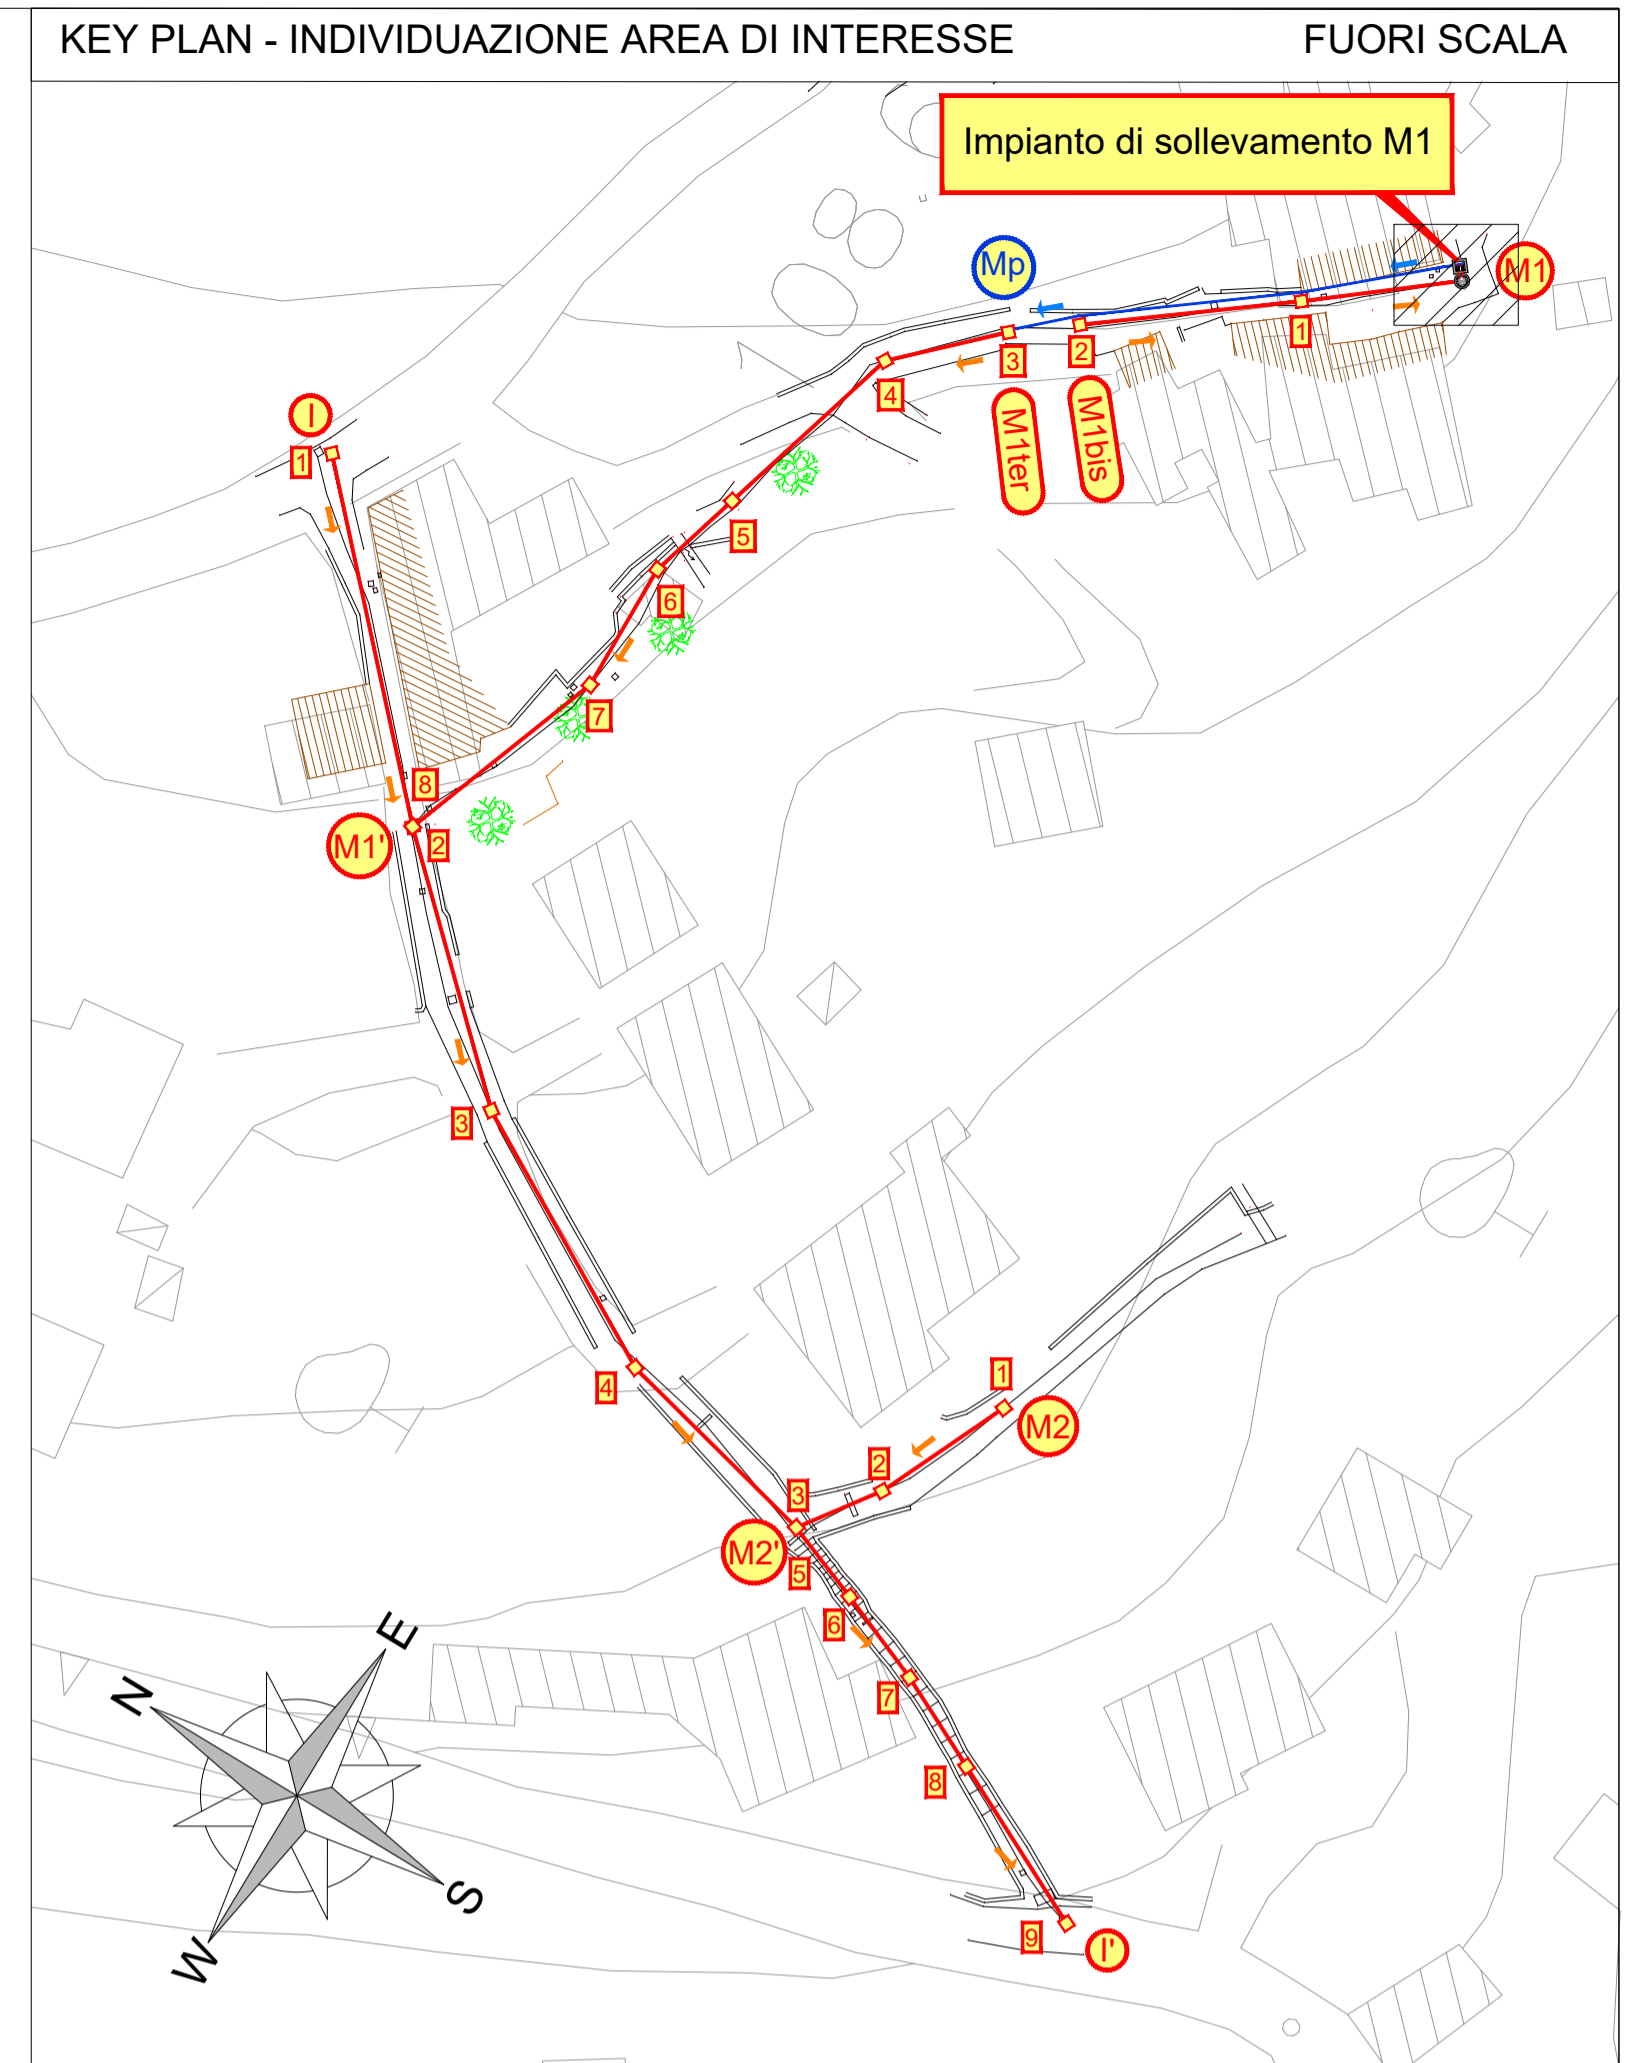 KEY PLAN - INDIVIDUAZIONE AREA DI INTERESSE FUORI SCALA
Impianto di sollevamento M1
Mp
M1
1
2
3
4
M1ter
M1bis
I
1
5
6
7
8
M1'
2
3
4
1
M2
2
3
M2'
5
6
7
8
9
I'
N
E
S
W